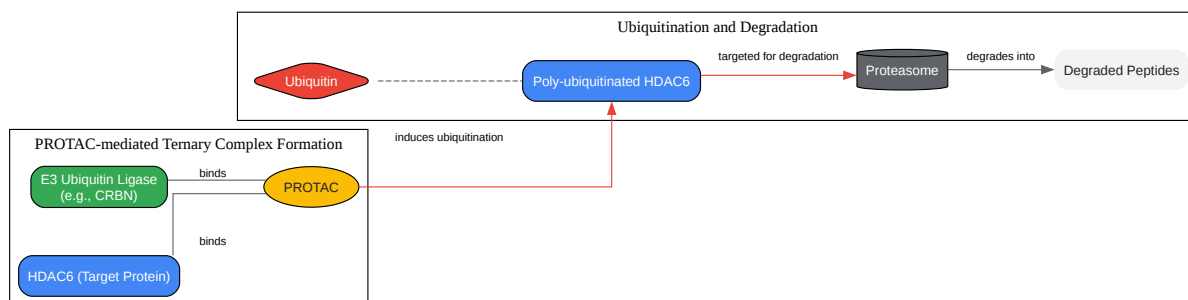 Ubiquitination and Degradation
Ubiquitin
Poly-ubiquitinated HDAC6
targeted for degradation
Proteasome
degrades into
Degraded Peptides
induces ubiquitination
PROTAC-mediated Ternary Complex Formation
E3 Ubiquitin Ligase
(e.g., CRBN)
binds
PROTAC
binds
HDAC6 (Target Protein)